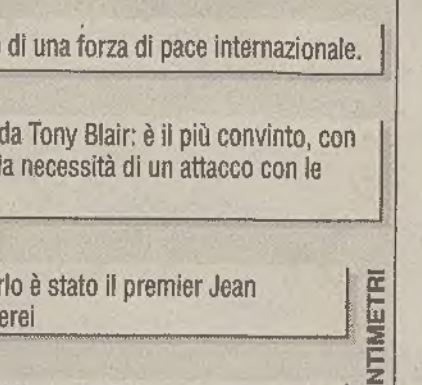 di una forza di pace internazionale.
da Tony Blair: è il più convinto, con
la necessità di un attacco con le
rlo è stato il premier Jean
erei
NTIMETRI